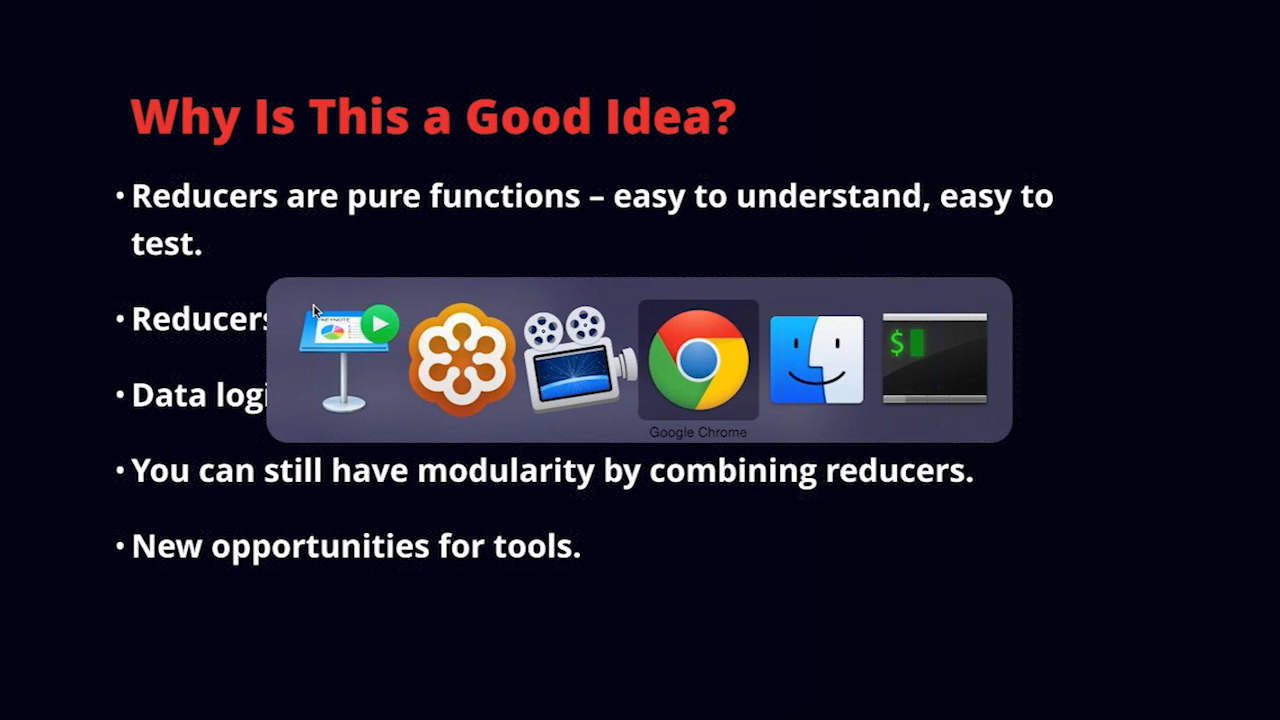 Why Is This a Good Idea?
• Reducers are pure functions – easy to understand, easy to
test.
• Reducers
• Data logi
• You can still have modularity by combining reducers.
• New opportunities for tools.
KEYNOTE
$
Google Chrome